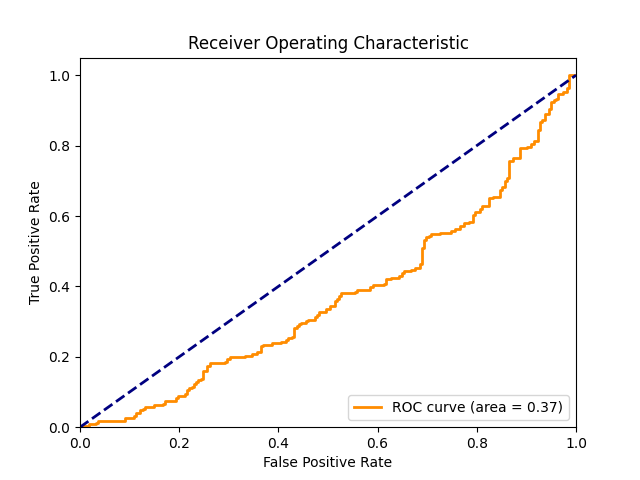 Receiver Operating Characteristic
True Positive Rate
1.0
0.8
0.6
0.4
0.2
0.0
ROC curve (area = 0.37)
0.0 0.2 0.4 0.6 0.8 1.0
False Positive Rate